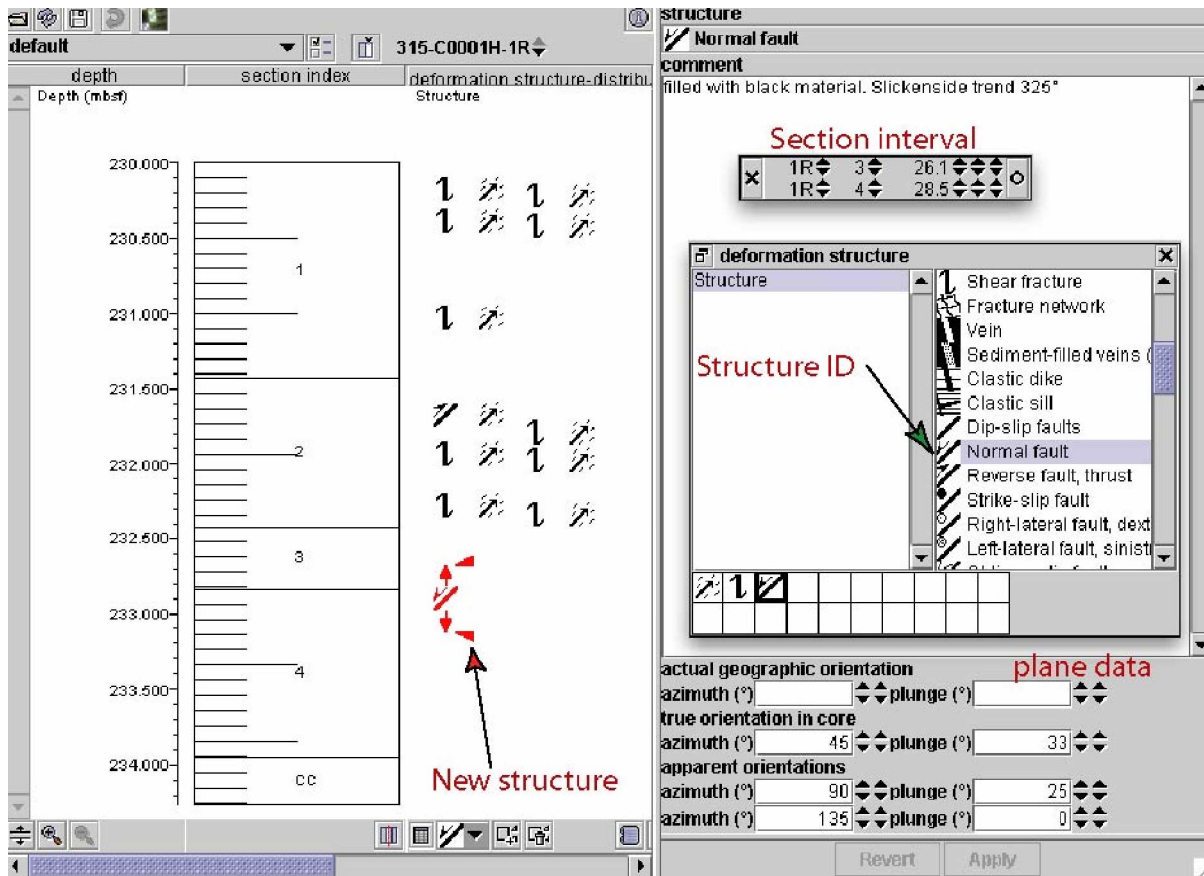 default
315-C0001H-1R
depth
section index
deformation structure-distribu
Depth (mbsf)
Structure
230.000
230.500
1
231.000
231.500
2
232.000
232.500
3
233.000
4
233.500
234.000
CC
New structure
structure
Normal fault
comment
filled with black material. Slickenside trend 325°
Section interval
1R 3 26.1
1R 4 28.5
deformation structure
Structure
Shear fracture
Fracture network
Vein
Sediment-filled veins (
Clastic dike
Clastic sill
Dip-slip faults
Normal fault
Reverse fault, thrust
Strike-slip fault
Right-lateral fault, dext
Left-lateral fault, sinist
Structure ID
actual geographic orientation
plane data
azimuth (°) plunge (°)
true orientation in core
azimuth (°) 45 plunge (°) 33
apparent orientations
azimuth (°) 90 plunge (°) 25
azimuth (°) 135 plunge (°) 0
Revert Apply